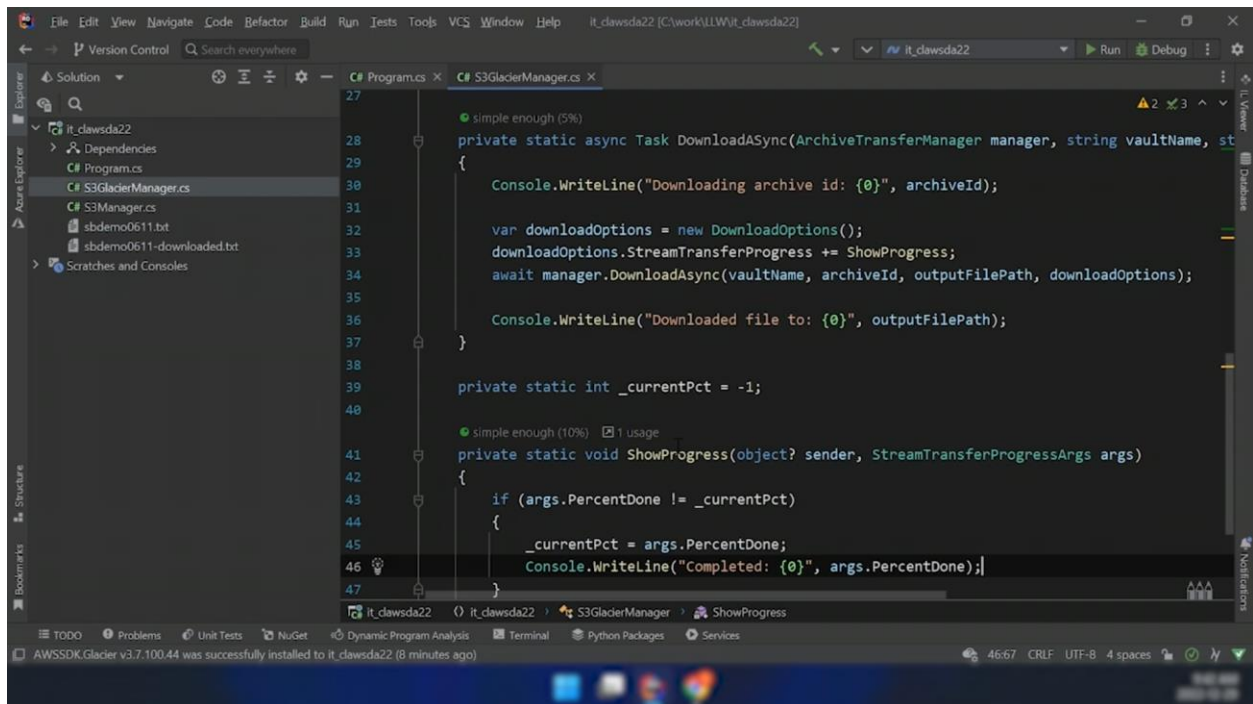 File Edit View Navigate Code Refactor Build Run Tests Tools VCS Window Help it_clawsda22 [C:\work\LLW\it_clawsda22]
Version Control Search everywhere it_clawsda22 Run Debug
Explorer Solution C# Program.cs C# S3GlacierManager.cs IL Viewer
it_clawsda22
Dependencies
C# Program.cs
C# S3GlacierManager.cs
C# S3Manager.cs
sbdemo0611.txt
sbdemo0611-downloaded.txt
Scratches and Consoles
Azure Explorer
Structure
Bookmarks
27 2 3
simple enough (5%)
28 private static async Task DownloadASync(ArchiveTransferManager manager, string vaultName, st
29 {
30 Console.WriteLine("Downloading archive id: {0}", archiveId);
31
32 var downloadOptions = new DownloadOptions();
33 downloadOptions.StreamTransferProgress += ShowProgress;
34 await manager.DownloadAsync(vaultName, archiveId, outputFilePath, downloadOptions);
35
36 Console.WriteLine("Downloaded file to: {0}", outputFilePath);
37 }
38
39 private static int _currentPct = -1;
40
simple enough (10%) 1 usage
41 private static void ShowProgress(object? sender, StreamTransferProgressArgs args)
42 {
43 if (args.PercentDone != _currentPct)
44 {
45 _currentPct = args.PercentDone;
46 Console.WriteLine("Completed: {0}", args.PercentDone);
47 }
Database
Notifications
it_clawsda22 it_clawsda22 S3GlacierManager ShowProgress
TODO Problems Unit Tests NuGet Dynamic Program Analysis Terminal Python Packages Services
AWSSDK.Glacier v3.7.100.44 was successfully installed to it_clawsda22 (8 minutes ago) 46:67 CRLF UTF-8 4 spaces